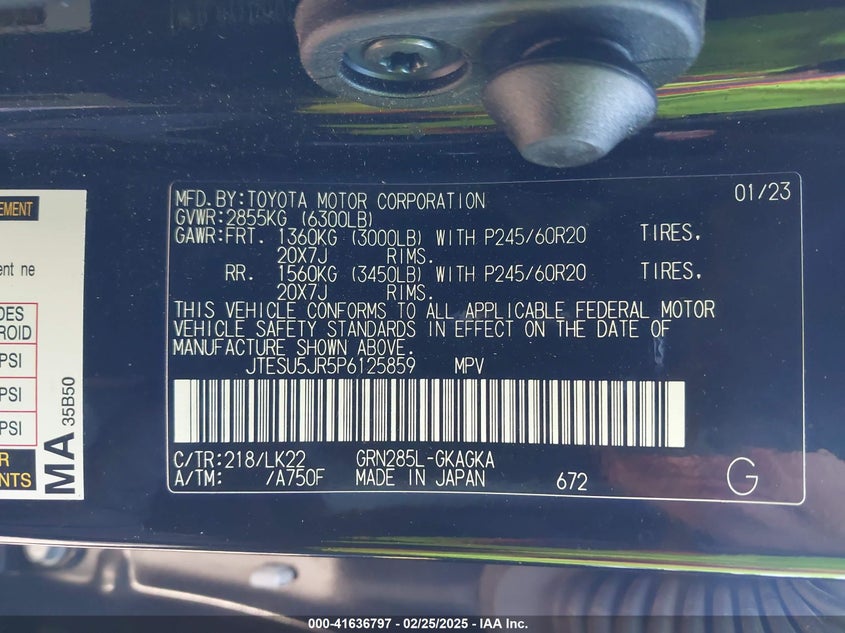 MFD.BY:TOYOTA MOTOR CORPORATION 01/23
GVWR:2855KG (6300LB)
GAWR:FRT. 1360KG (3000LB) WITH P245/60R20 TIRES,
20X7J RIMS.
RR. 1560KG (3450LB) WITH P245/60R20 TIRES,
20X7J RIMS.
THIS VEHICLE CONFORMS TO ALL APPLICABLE FEDERAL MOTOR
VEHICLE SAFETY STANDARDS IN EFFECT ON THE DATE OF
MANUFACTURE SHOWN ABOVE.
JTESU5JR5P6125859 MPV
C/TR:218/LK22 GRN285L-GKAGKA
A/TM: /A750F MADE IN JAPAN 672 G
PSI
PSI
PSI
MA 35B50
000-41636797 - 02/25/2025 - IAA Inc.